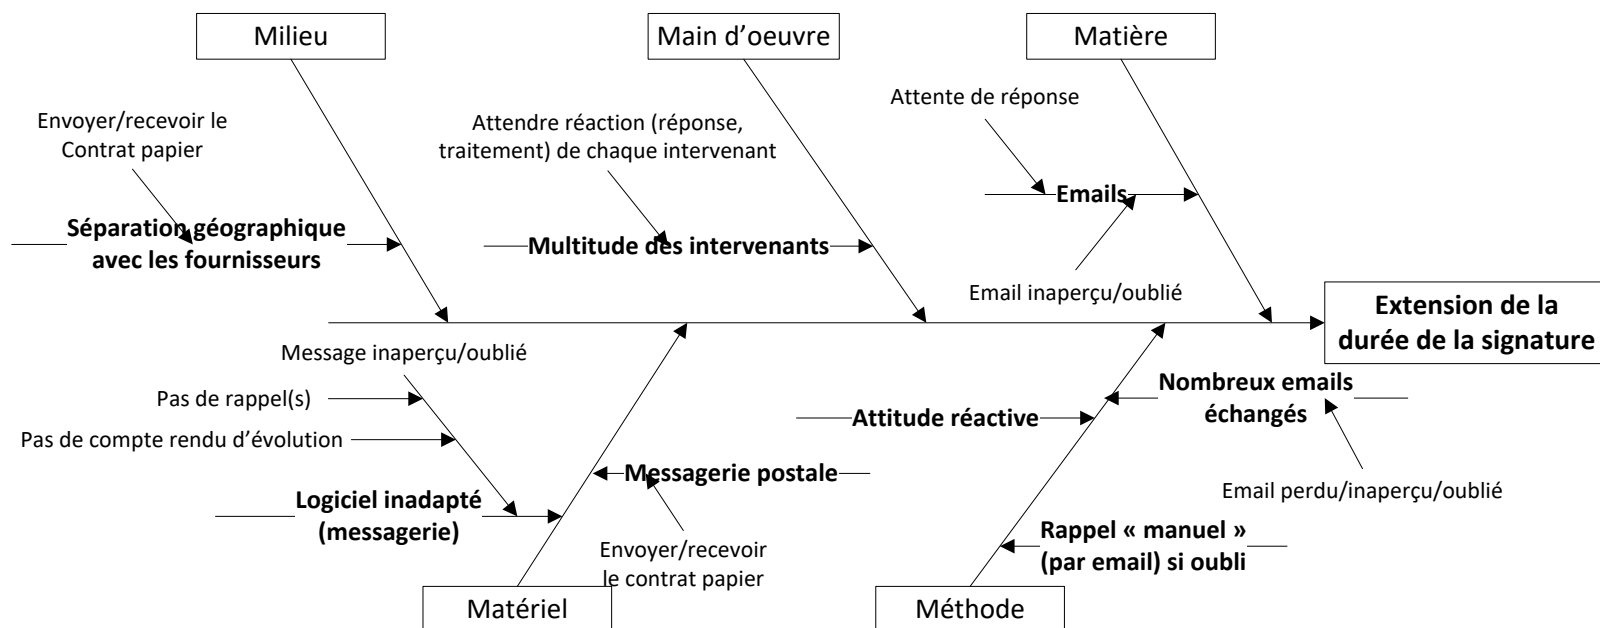 Milieu
Main d’oeuvre
Matière
Envoyer/recevoir le
Contrat papier
Attendre réaction (réponse,
traitement) de chaque intervenant
Attente de réponse
Séparation géographique
avec les fournisseurs
Multitude des intervenants
Emails
Email inaperçu/oublié
Extension de la
durée de la signature
Message inaperçu/oublié
Pas de rappel(s)
Pas de compte rendu d’évolution
Logiciel inadapté
(messagerie)
Messagerie postale
Envoyer/recevoir
le contrat papier
Attitude réactive
Nombreux emails
échangés
Email perdu/inaperçu/oublié
Rappel « manuel »
(par email) si oubli
Matériel
Méthode